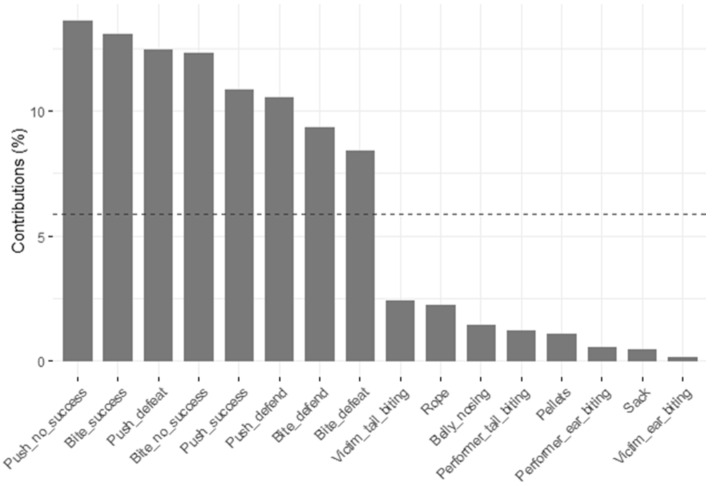 Contributions (%)
10
5
0
Push_no_success
Bite_success
Push_defeat
Bite_no_success
Push_success
Push_defend
Bite_defend
Bite_defeat
Victim_tail_biting
Rope
Belly_nosing
Performer_tail_biting
Pellets
Performer_ear_biting
Sack
Victim_ear_biting